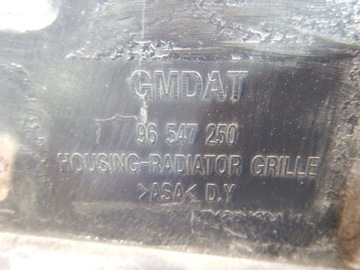 GMDAT
96 547 250
HOUSING-RADIATOR GRILLE
>ASA< D.Y